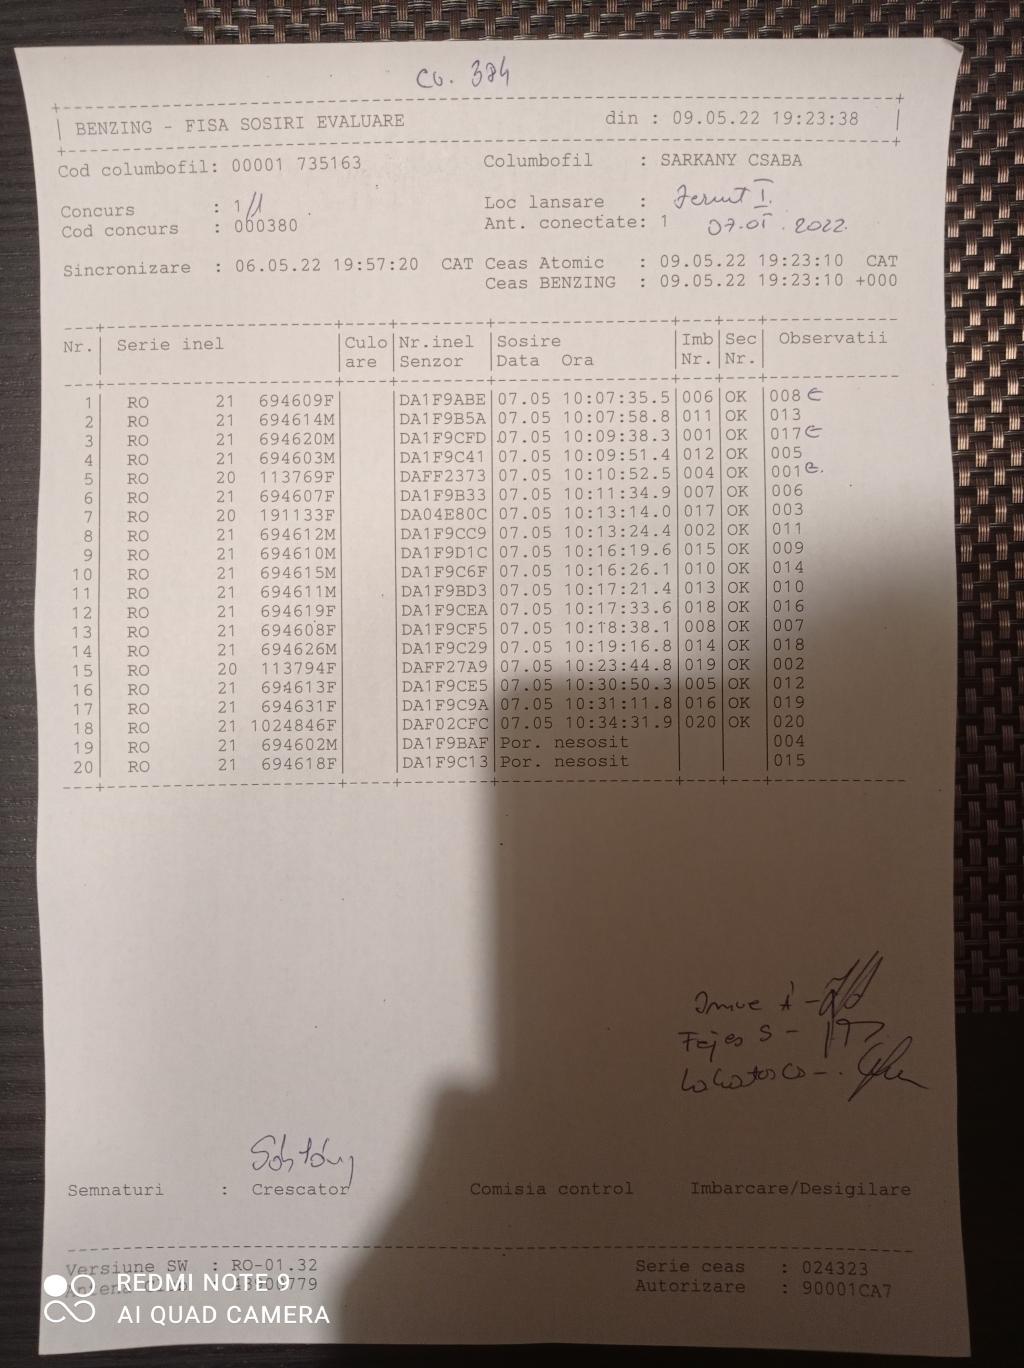 Co. 384
BENZING - FISA SOSIRI EVALUARE din : 09.05.22 19:23:38
Cod columbofil: 00001 735163 Columbofil : SARKANY CSABA
Concurs : 1/1 Loc lansare : Iernut I.
Cod concurs : 000380 Ant. conectate: 1 07.05.2022.
Sincronizare : 06.05.22 19:57:20 CAT Ceas Atomic : 09.05.22 19:23:10 CAT
Ceas BENZING : 09.05.22 19:23:10 +000
Nr. Serie inel Culo Nr.inel Sosire Imb Sec Observatii
are Senzor Data Ora Nr. Nr.
1 RO 21 694609F DA1F9ABE 07.05 10:07:35.5 006 OK 008
2 RO 21 694614M DA1F9B5A 07.05 10:07:58.8 011 OK 013
3 RO 21 694620M DA1F9CFD 07.05 10:09:38.3 001 OK 017
4 RO 21 694603M DA1F9C41 07.05 10:09:51.4 012 OK 005
5 RO 20 113769F DAFF2373 07.05 10:10:52.5 004 OK 001
6 RO 21 694607F DA1F9B33 07.05 10:11:34.9 007 OK 006
7 RO 20 191133F DA04E80C 07.05 10:13:14.0 017 OK 003
8 RO 21 694612M DA1F9CC9 07.05 10:13:24.4 002 OK 011
9 RO 21 694610M DA1F9D1C 07.05 10:16:19.6 015 OK 009
10 RO 21 694615M DA1F9C6F 07.05 10:16:26.1 010 OK 014
11 RO 21 694611M DA1F9BD3 07.05 10:17:21.4 013 OK 010
12 RO 21 694619F DA1F9CEA 07.05 10:17:33.6 018 OK 016
13 RO 21 694608F DA1F9CF5 07.05 10:18:38.1 008 OK 007
14 RO 21 694626M DA1F9C29 07.05 10:19:16.8 014 OK 018
15 RO 20 113794F DAFF27A9 07.05 10:23:44.8 019 OK 002
16 RO 21 694613F DA1F9CE5 07.05 10:30:50.3 005 OK 012
17 RO 21 694631F DA1F9C9A 07.05 10:31:11.8 016 OK 019
18 RO 21 1024846F DAF02CFC 07.05 10:34:31.9 020 OK 020
19 RO 21 694602M DA1F9BAF Por. nesosit 004
20 RO 21 694618F DA1F9C13 Por. nesosit 015
Fejes S -
Semnaturi : Crescator Comisia control Imbarcare/Desigilare
Versiune SW : RO-01.32 Serie ceas : 024323
Autorizare : 90001CA7
REDMI NOTE 9
AI QUAD CAMERA